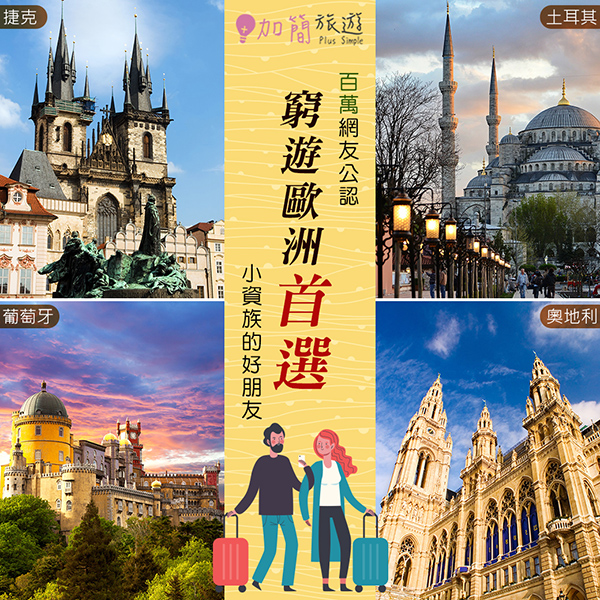 捷克
加簡旅遊
Plus Simple
土耳其
百萬網友公認
窮遊歐洲首選
小資族的好朋友
葡萄牙
奧地利